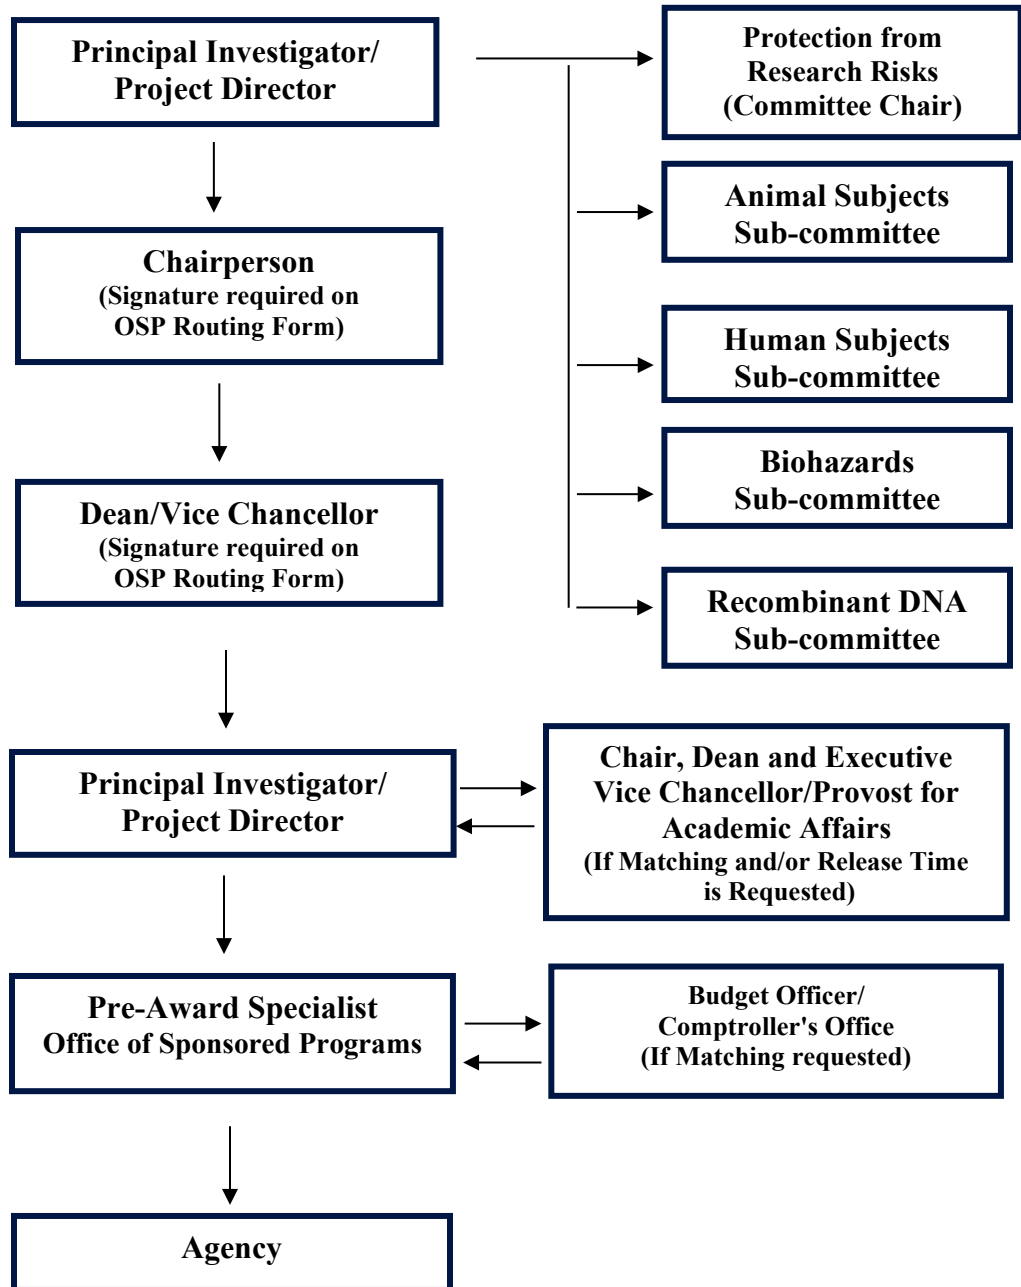 Principal Investigator/
Project Director
Protection from
Research Risks
(Committee Chair)
Animal Subjects
Sub-committee
Chairperson
(Signature required on
OSP Routing Form)
Human Subjects
Sub-committee
Biohazards
Sub-committee
Dean/Vice Chancellor
(Signature required on
OSP Routing Form)
Recombinant DNA
Sub-committee
Principal Investigator/
Project Director
Chair, Dean and Executive
Vice Chancellor/Provost for
Academic Affairs
(If Matching and/or Release Time
is Requested)
Pre-Award Specialist
Office of Sponsored Programs
Budget Officer/
Comptroller's Office
(If Matching requested)
Agency